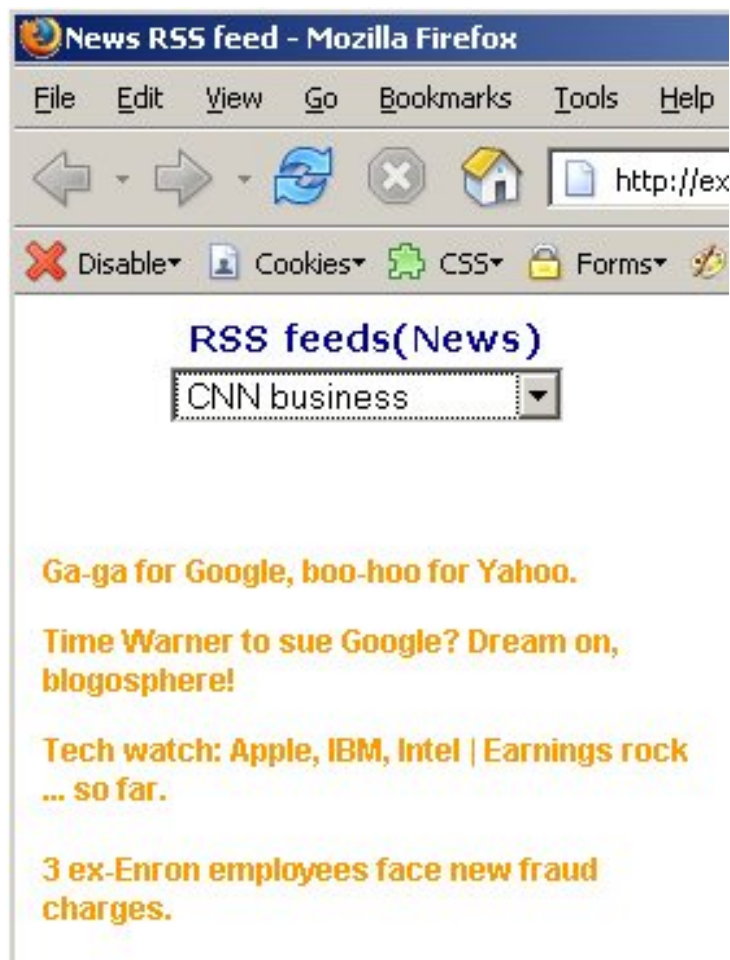 News RSS feed - Mozilla Firefox
File Edit View Go Bookmarks Tools Help
http://ex
Disable Cookies CSS Forms
RSS feeds(News)
CNN business
Ga-ga for Google, boo-hoo for Yahoo.
Time Warner to sue Google? Dream on,
blogosphere!
Tech watch: Apple, IBM, Intel | Earnings rock
... so far.
3 ex-Enron employees face new fraud
charges.